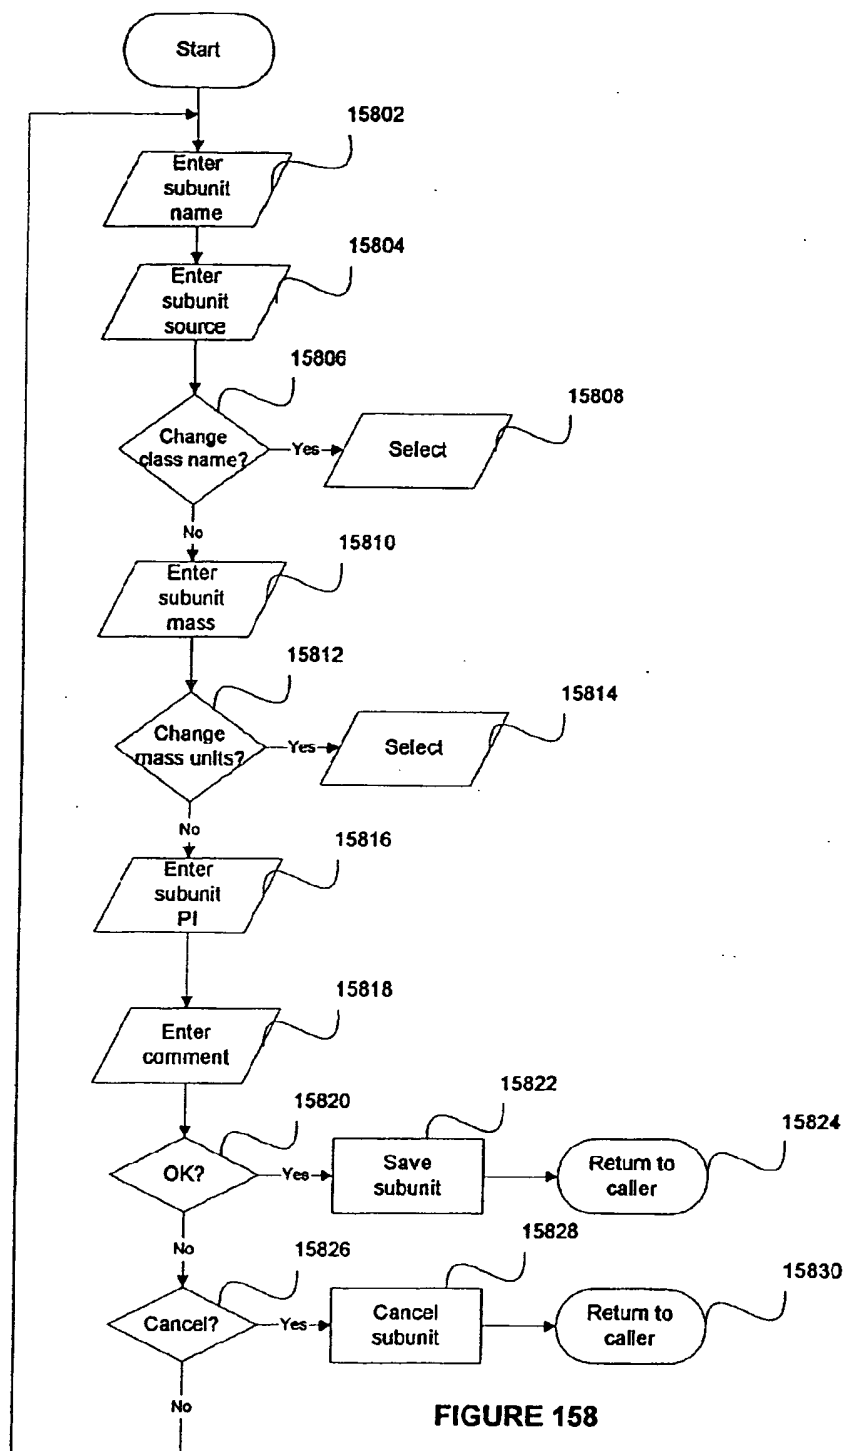 Start
15802
Enter
subunit
name
15804
Enter
subunit
source
15806
Change
class name?
Yes
15808
Select
No
15810
Enter
subunit
mass
15812
Change
mass units?
Yes
15814
Select
No
15816
Enter
subunit
PI
15818
Enter
comment
15820
OK?
Yes
15822
Save
subunit
15824
Return to
caller
No
15826
Cancel?
Yes
15828
Cancel
subunit
15830
Return to
caller
No
FIGURE 158